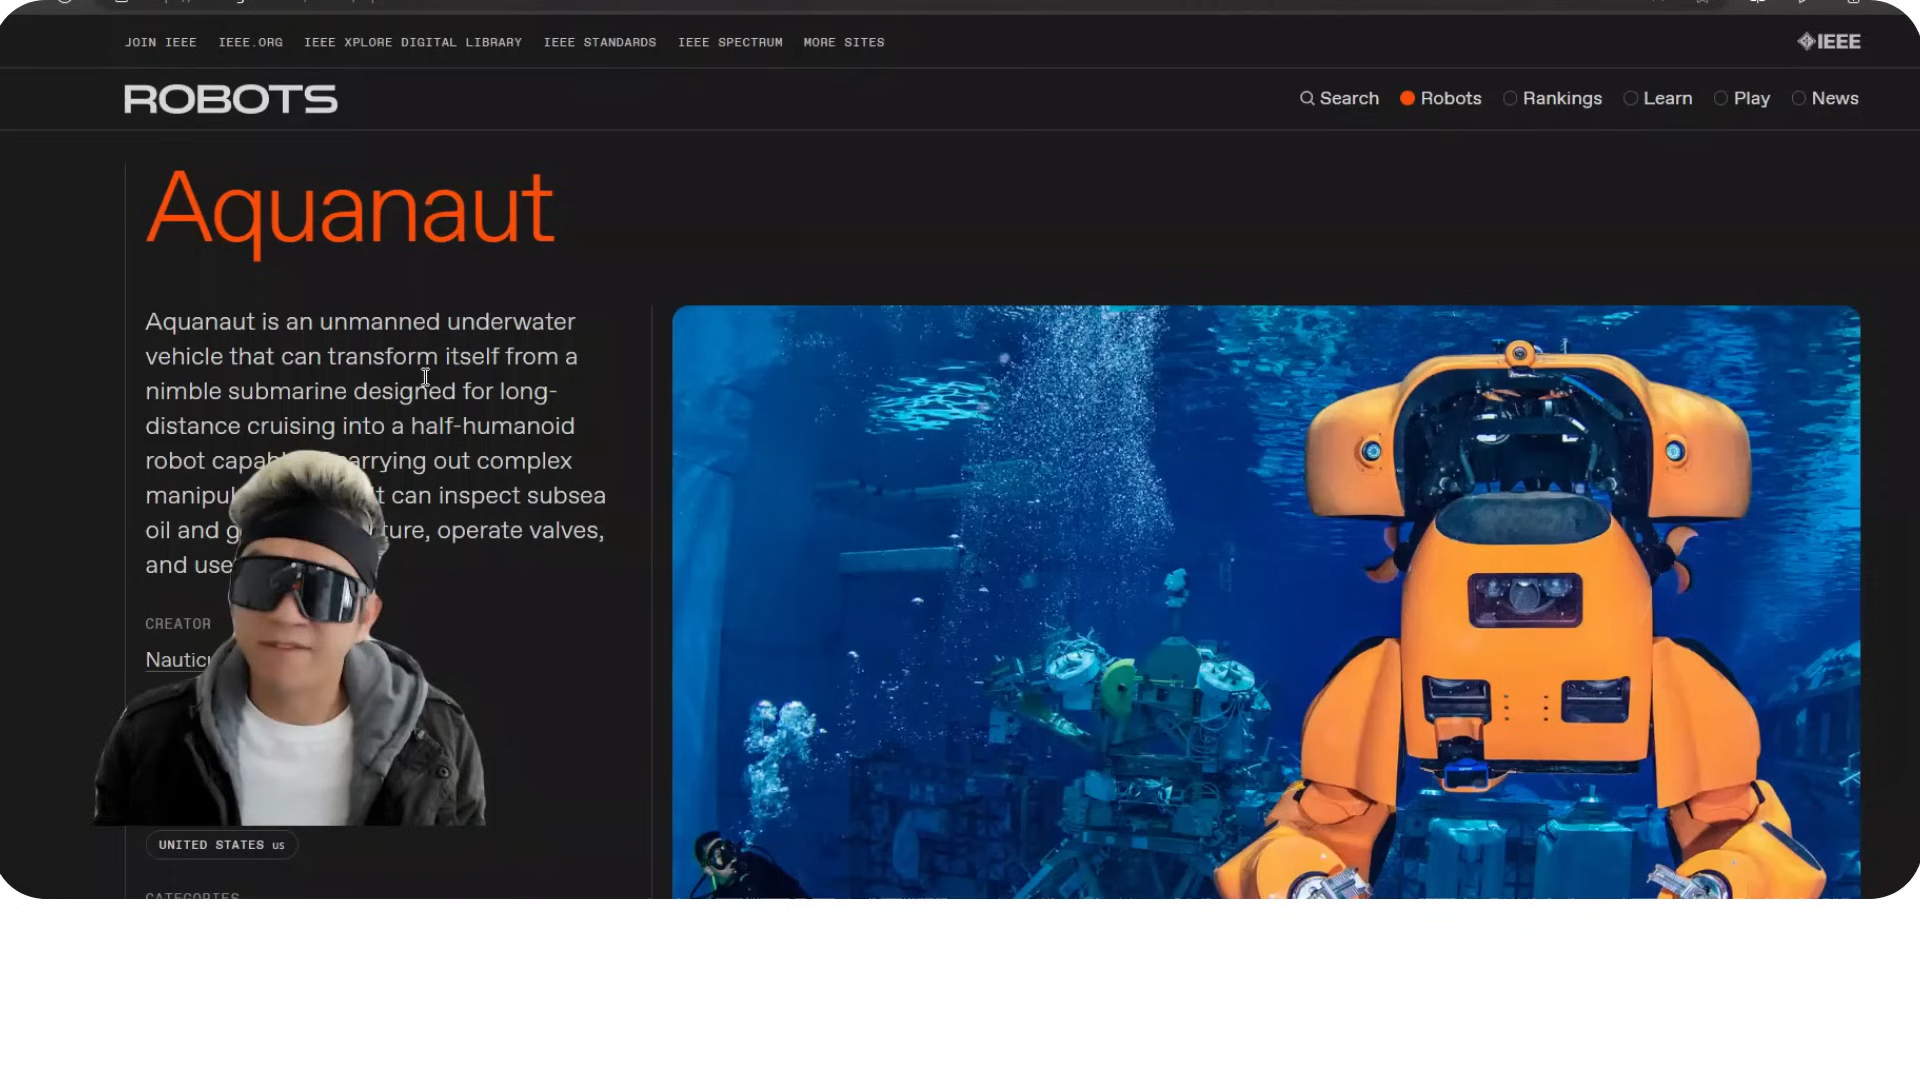 JOIN IEEE IEEE.ORG IEEE XPLORE DIGITAL LIBRARY IEEE STANDARDS IEEE SPECTRUM MORE SITES
IEEE
ROBOTS
Search Robots Rankings Learn Play News
Aquanaut
Aquanaut is an unmanned underwater
vehicle that can transform itself from a
nimble submarine designed for long-
distance cruising into a half-humanoid
robot carrying out complex
can inspect subsea
oil and operate valves,
and use
CREATOR
UNITED STATES US
CATEGORIES